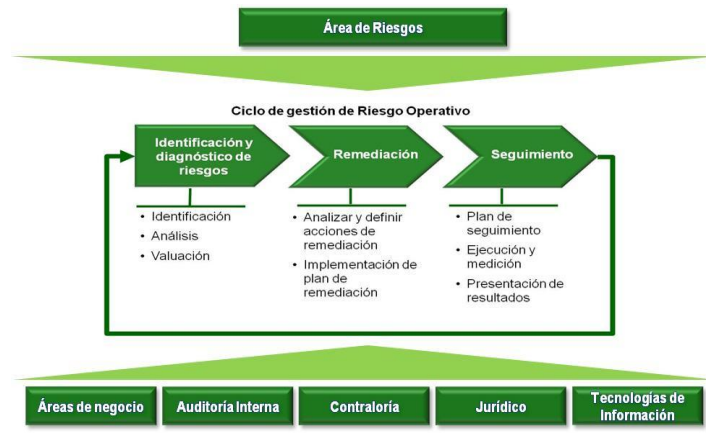 Área de Riesgos
Ciclo de gestión de Riesgo Operativo
Identificación y
diagnóstico de
riesgos
Remediación
Seguimiento
• Identificación
• Análisis
• Valuación
• Analizar y definir
acciones de
remediación
• Implementación de
plan de
remediación
• Plan de
seguimiento
• Ejecución y
medición
• Presentación de
resultados
Áreas de negocio
Auditoría Interna
Contraloría
Jurídico
Tecnologías de
Información